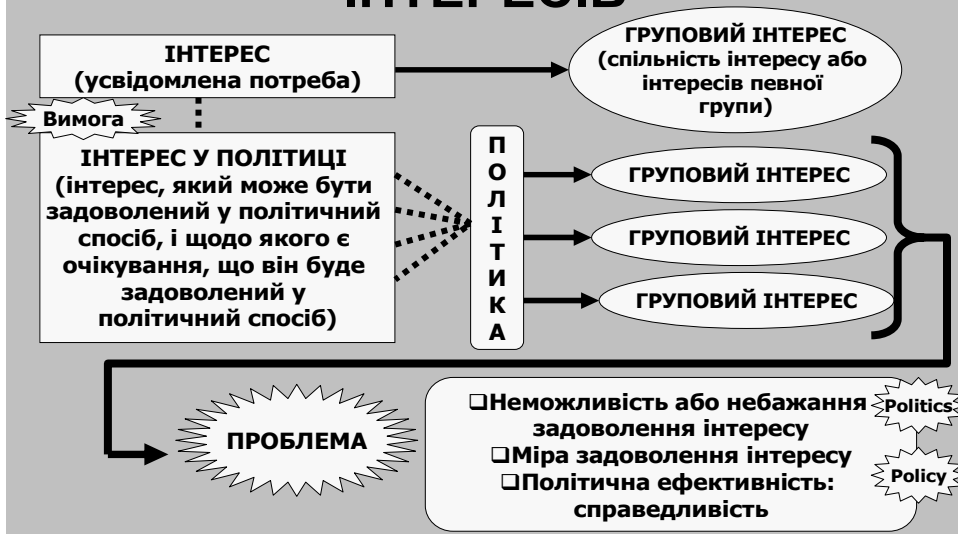 ІНТЕРЕСІВ
ІНТЕРЕС
(усвідомлена потреба)
ГРУПОВИЙ ІНТЕРЕС
(спільність інтересу або
інтересів певної
групи)
Вимога
ІНТЕРЕС У ПОЛІТИЦІ
(інтерес, який може бути
задоволений у політичний
спосіб, і щодо якого є
очікування, що він буде
задоволений у
політичний спосіб)
П
О
Л
І
Т
И
К
А
ГРУПОВИЙ ІНТЕРЕС
ГРУПОВИЙ ІНТЕРЕС
ГРУПОВИЙ ІНТЕРЕС
ПРОБЛЕМА
❑Неможливість або небажання
задоволення інтересу
❑Міра задоволення інтересу
❑Політична ефективність:
справедливість
Politics
Policy